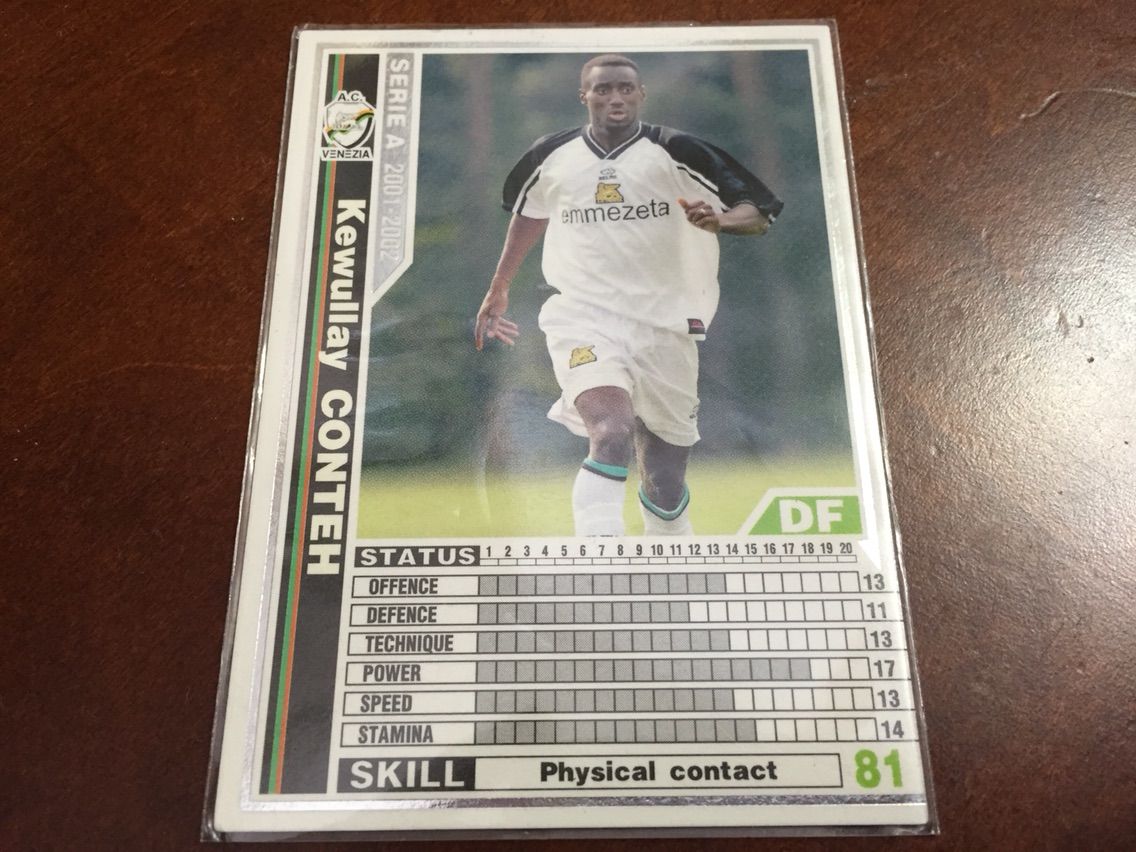 A.C.
VENEZIA
SERIE A 2001-2002
Kewullay CONTEH
emmezeta
DF
STATUS 1 2 3 4 5 6 7 8 9 10 11 12 13 14 15 16 17 18 19 20
OFFENCE 13
DEFENCE 11
TECHNIQUE 13
POWER 17
SPEED 13
STAMINA 14
SKILL Physical contact 81